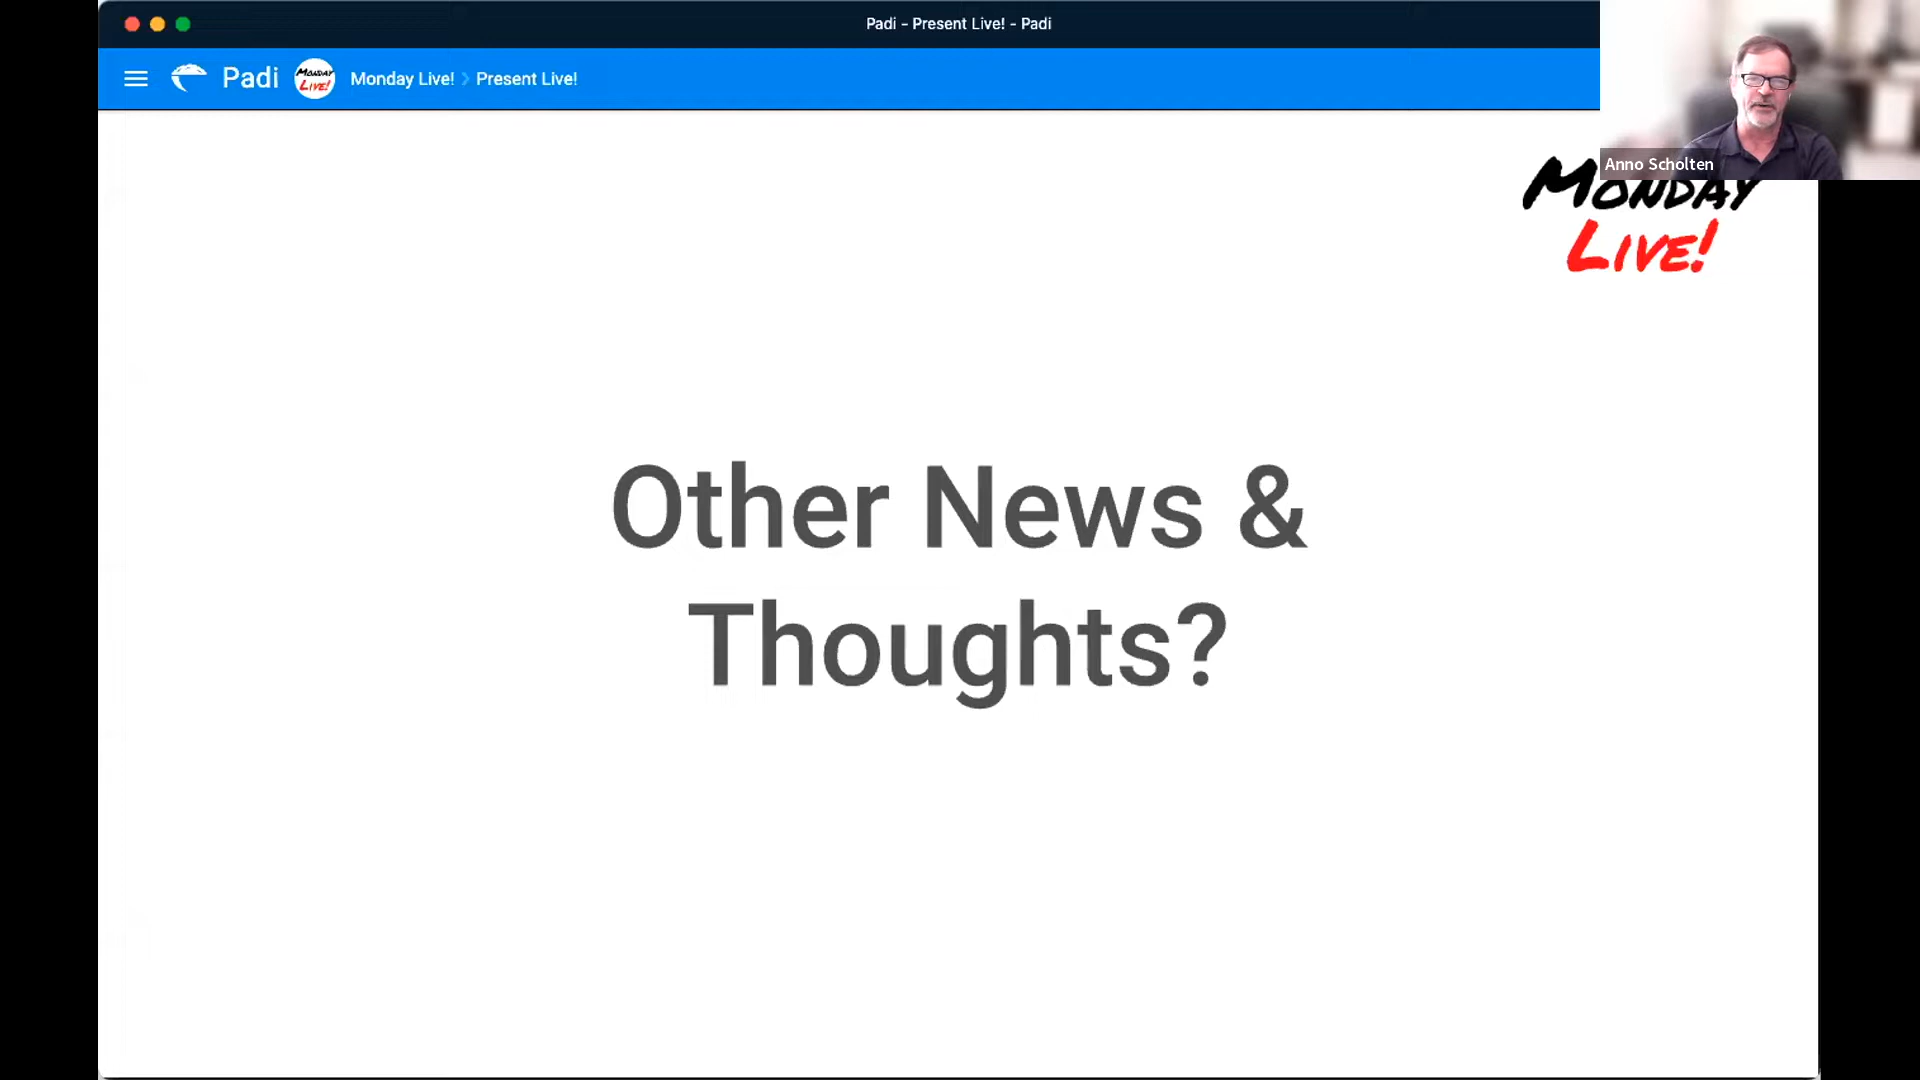 Padi - Present Live! - Padi
Padi
MONDAY
LIVE!
Monday Live! > Present Live!
Anno Scholten
MONDAY
LIVE!
Other News &
Thoughts?